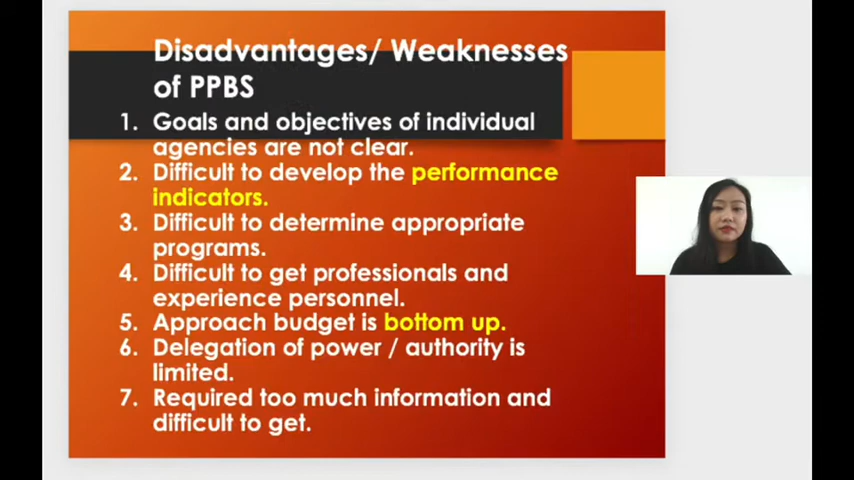 Disadvantages/ Weaknesses
of PPBS
1. Goals and objectives of individual
agencies are not clear.
2. Difficult to develop the performance
indicators.
3. Difficult to determine appropriate
programs.
4. Difficult to get professionals and
experience personnel.
5. Approach budget is bottom up.
6. Delegation of power / authority is
limited.
7. Required too much information and
difficult to get.